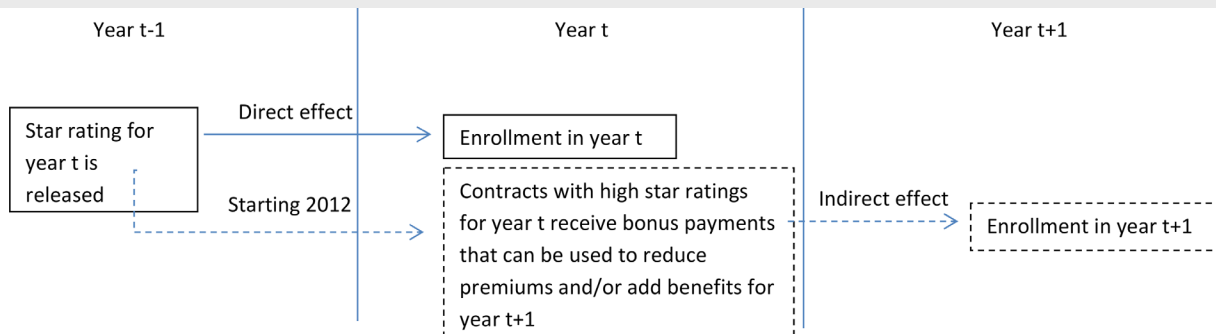 Year t-1
Year t
Year t+1
Direct effect
Star rating for
year t is
released
Enrollment in year t
Starting 2012
Contracts with high star ratings
for year t receive bonus payments
that can be used to reduce
premiums and/or add benefits for
year t+1
Indirect effect
Enrollment in year t+1